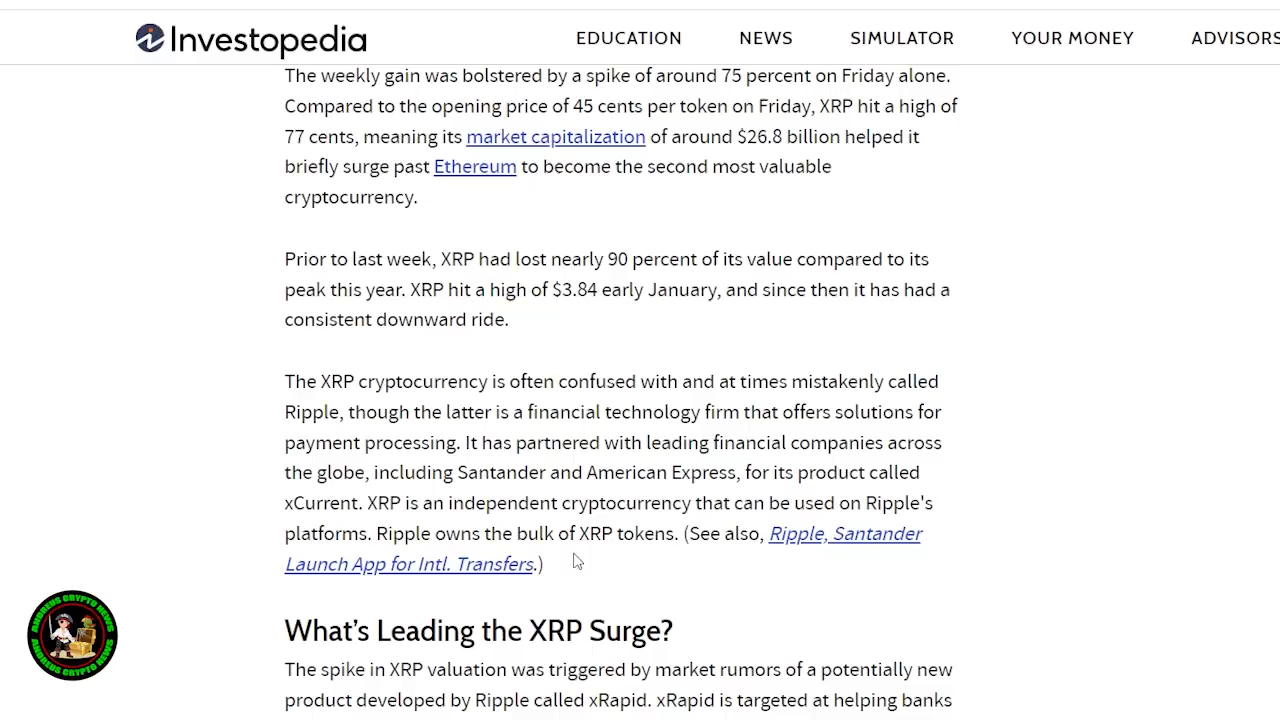 Investopedia
EDUCATION NEWS SIMULATOR YOUR MONEY ADVISORS
The weekly gain was bolstered by a spike of around 75 percent on Friday alone.
Compared to the opening price of 45 cents per token on Friday, XRP hit a high of
77 cents, meaning its market capitalization of around $26.8 billion helped it
briefly surge past Ethereum to become the second most valuable
cryptocurrency.
Prior to last week, XRP had lost nearly 90 percent of its value compared to its
peak this year. XRP hit a high of $3.84 early January, and since then it has had a
consistent downward ride.
The XRP cryptocurrency is often confused with and at times mistakenly called
Ripple, though the latter is a financial technology firm that offers solutions for
payment processing. It has partnered with leading financial companies across
the globe, including Santander and American Express, for its product called
xCurrent. XRP is an independent cryptocurrency that can be used on Ripple's
platforms. Ripple owns the bulk of XRP tokens. (See also, Ripple, Santander
Launch App for Intl. Transfers.)
ANDREUS CRYPTO NEWS
ANDREUS CRYPTO NEWS
What’s Leading the XRP Surge?
The spike in XRP valuation was triggered by market rumors of a potentially new
product developed by Ripple called xRapid. xRapid is targeted at helping banks